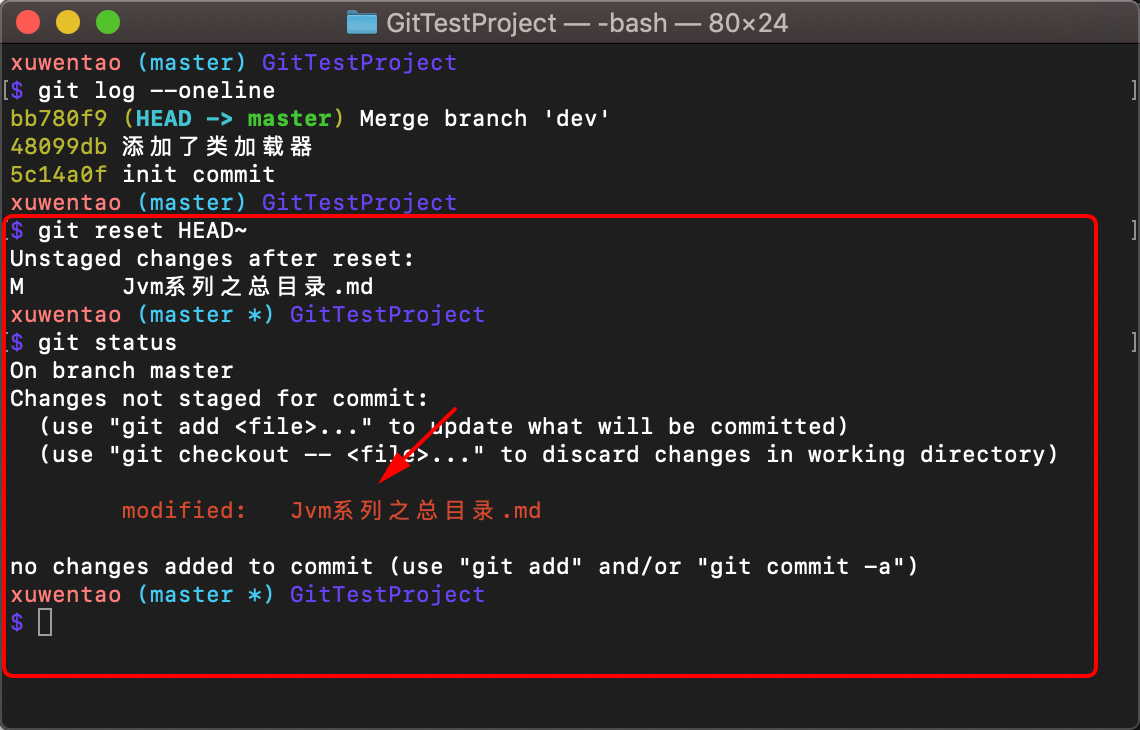 GitTestProject — -bash — 80×24
xuwentao (master) GitTestProject
[$ git log --oneline ]
bb780f9 (HEAD -> master) Merge branch 'dev'
48099db 添加了类加载器
5c14a0f init commit
xuwentao (master) GitTestProject
[$ git reset HEAD~ ]
Unstaged changes after reset:
M Jvm系列之总目录.md
xuwentao (master *) GitTestProject
[$ git status ]
On branch master
Changes not staged for commit:
(use "git add <file>..." to update what will be committed)
(use "git checkout -- <file>..." to discard changes in working directory)
modified: Jvm系列之总目录.md
no changes added to commit (use "git add" and/or "git commit -a")
xuwentao (master *) GitTestProject
$